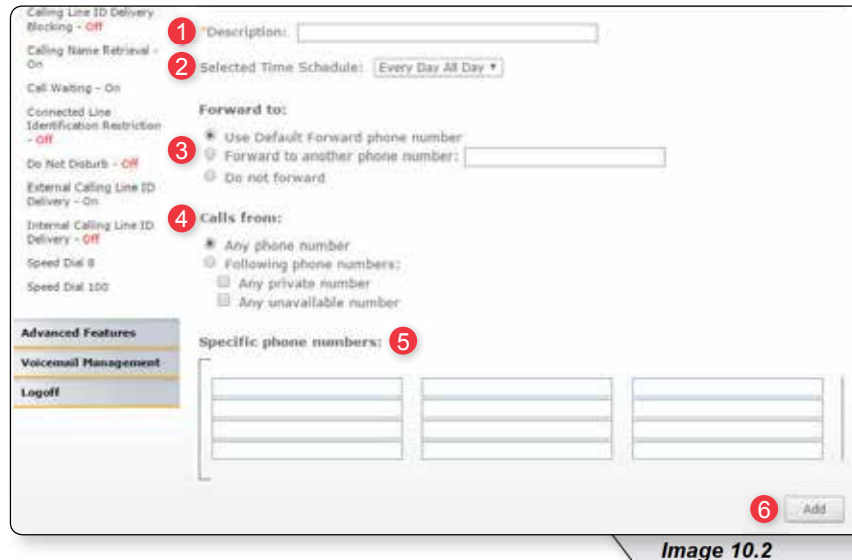 Calling Line ID Delivery
Blocking - Off
Calling Name Retrieval -
On
Call Waiting - On
Connected Line
Identification Restriction
- Off
Do Not Disturb - Off
External Calling Line ID
Delivery - On
Internal Calling Line ID
Delivery - Off
Speed Dial 8
Speed Dial 100
Advanced Features
Voicemail Management
Logoff
1 *Description:
2 Selected Time Schedule: Every Day All Day
Forward to:
Use Default Forward phone number
3 Forward to another phone number:
Do not forward
4 Calls from:
Any phone number
Following phone numbers:
Any private number
Any unavailable number
Specific phone numbers: 5
6 Add
Image 10.2